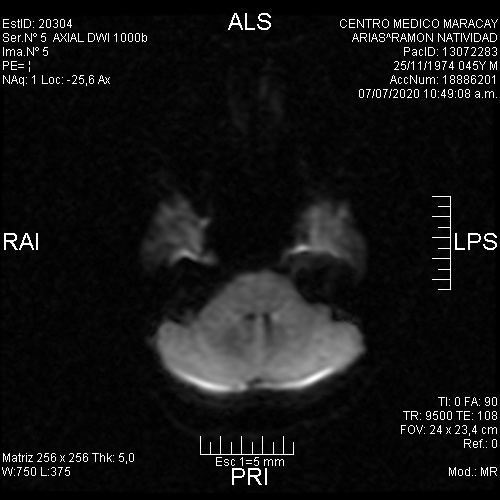 ALS
EstID: 20304
Ser.Nº 5 AXIAL DWI 1000b
Ima.Nº 5
PE= ¦
NAq: 1 Loc: -25,6 Ax
CENTRO MEDICO MARACAY
ARIAS^RAMON NATIVIDAD
PacID: 13072283
25/11/1974 045Y M
AccNum: 18886201
07/07/2020 10:49:08 a.m.
RAI
LPS
TI: 0 FA: 90
TR: 9500 TE: 108
FOV: 24 x 23,4 cm
Ref.: 0
Matriz 256 x 256 Thk: 5,0
W:750 L:375
Esc 1=5 mm
PRI
Mod.: MR